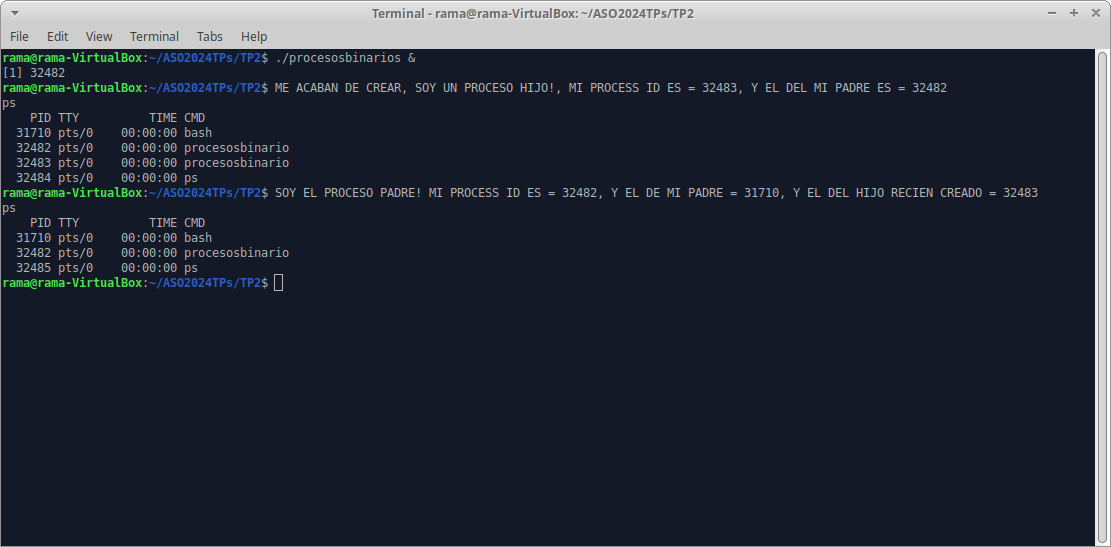 Terminal - rama@rama-VirtualBox: ~/ASO2024TPs/TP2
File Edit View Terminal Tabs Help
rama@rama-VirtualBox:~/ASO2024TPs/TP2$ ./procesosbinarios &
[1] 32482
rama@rama-VirtualBox:~/ASO2024TPs/TP2$ ME ACABAN DE CREAR, SOY UN PROCESO HIJO!, MI PROCESS ID ES = 32483, Y EL DEL MI PADRE ES = 32482
ps
PID TTY TIME CMD
31710 pts/0 00:00:00 bash
32482 pts/0 00:00:00 procesosbinario
32483 pts/0 00:00:00 procesosbinario
32484 pts/0 00:00:00 ps
rama@rama-VirtualBox:~/ASO2024TPs/TP2$ SOY EL PROCESO PADRE! MI PROCESS ID ES = 32482, Y EL DE MI PADRE = 31710, Y EL DEL HIJO RECIEN CREADO = 32483
ps
PID TTY TIME CMD
31710 pts/0 00:00:00 bash
32482 pts/0 00:00:00 procesosbinario
32485 pts/0 00:00:00 ps
rama@rama-VirtualBox:~/ASO2024TPs/TP2$